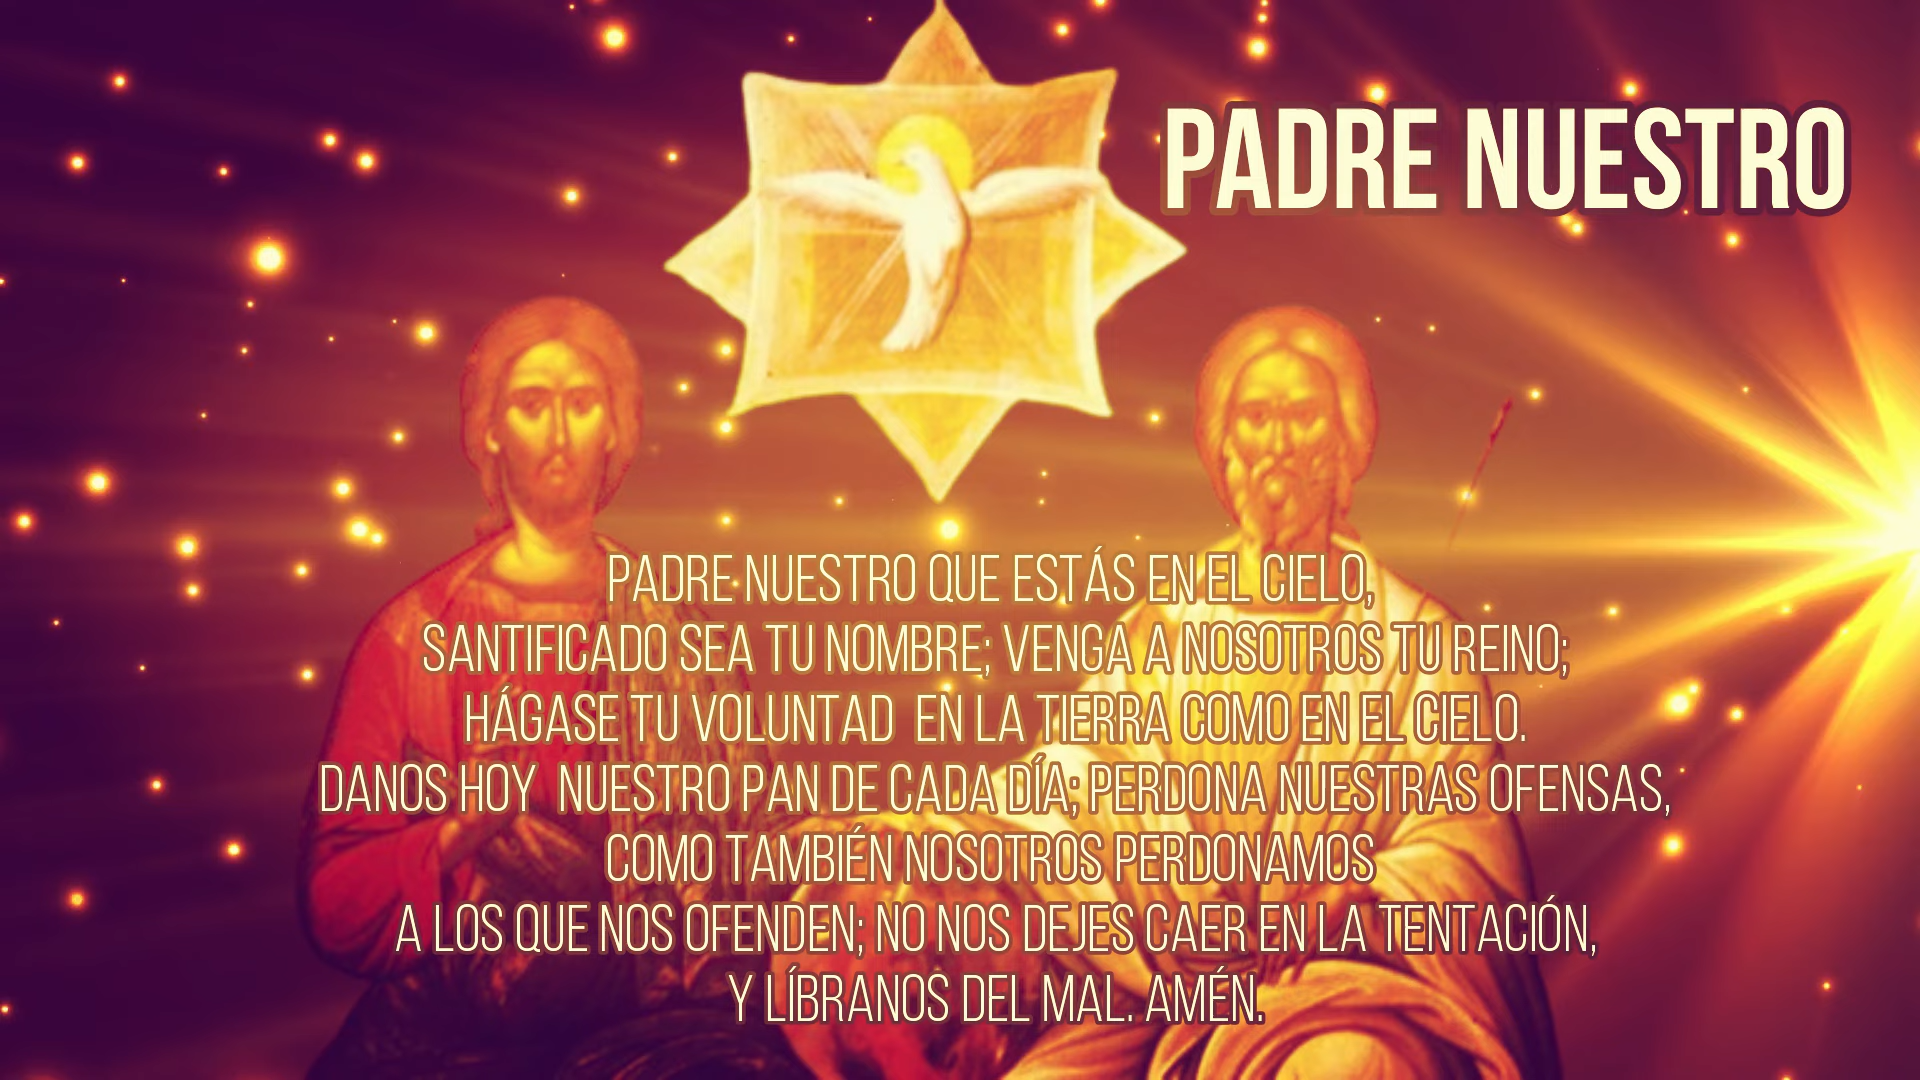 PADRE NUESTRO
PADRE NUESTRO QUE ESTÁS EN EL CIELO,
SANTIFICADO SEA TU NOMBRE; VENGA A NOSOTROS TU REINO;
HÁGASE TU VOLUNTAD EN LA TIERRA COMO EN EL CIELO.
DANOS HOY NUESTRO PAN DE CADA DÍA; PERDONA NUESTRAS OFENSAS,
COMO TAMBIÉN NOSOTROS PERDONAMOS
A LOS QUE NOS OFENDEN; NO NOS DEJES CAER EN LA TENTACIÓN,
Y LÍBRANOS DEL MAL. AMÉN.